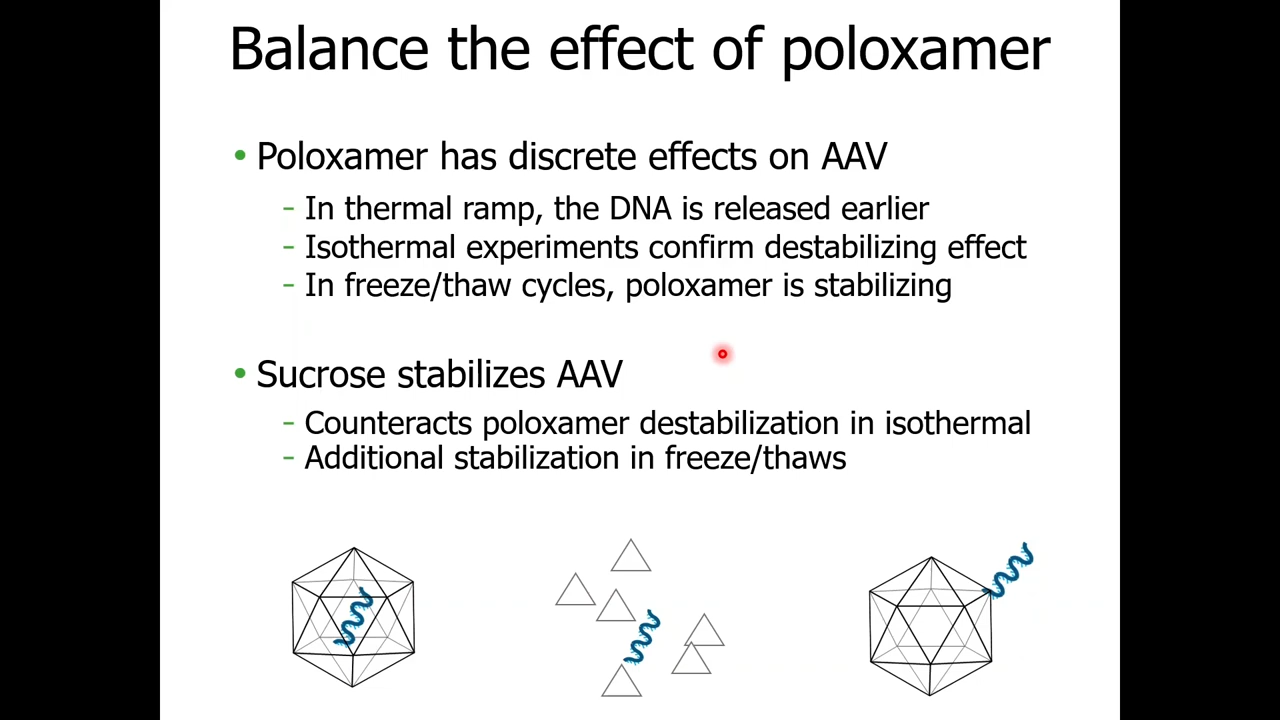 Balance the effect of poloxamer
• Poloxamer has discrete effects on AAV
– In thermal ramp, the DNA is released earlier
– Isothermal experiments confirm destabilizing effect
– In freeze/thaw cycles, poloxamer is stabilizing
• Sucrose stabilizes AAV
– Counteracts poloxamer destabilization in isothermal
– Additional stabilization in freeze/thaws